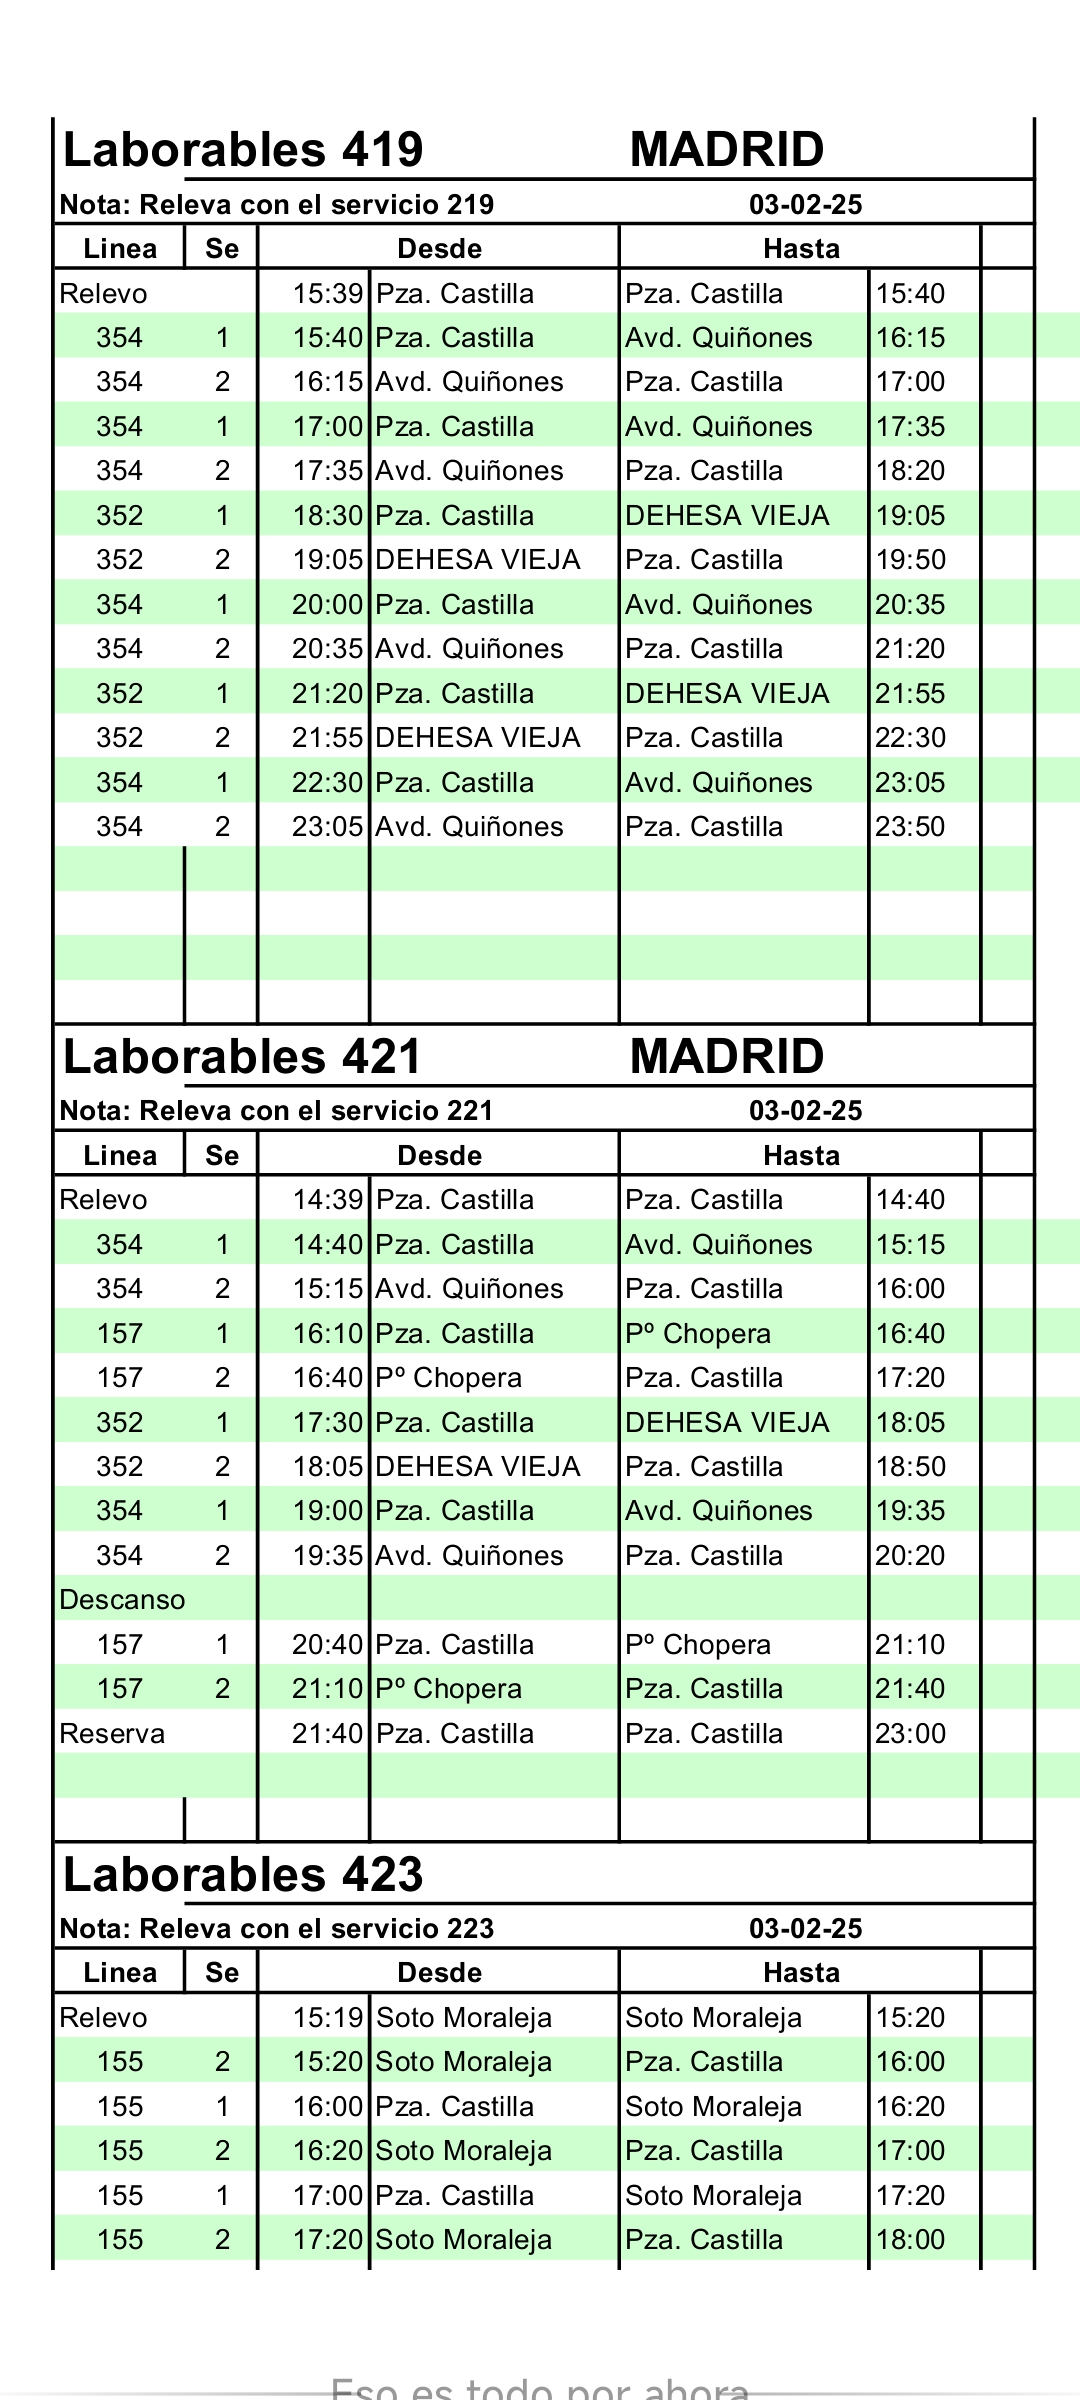 Laborables 419 MADRID
Nota: Releva con el servicio 219 03-02-25
Linea Se Desde Hasta
Relevo 15:39 Pza. Castilla Pza. Castilla 15:40
354 1 15:40 Pza. Castilla Avd. Quiñones 16:15
354 2 16:15 Avd. Quiñones Pza. Castilla 17:00
354 1 17:00 Pza. Castilla Avd. Quiñones 17:35
354 2 17:35 Avd. Quiñones Pza. Castilla 18:20
352 1 18:30 Pza. Castilla DEHESA VIEJA 19:05
352 2 19:05 DEHESA VIEJA Pza. Castilla 19:50
354 1 20:00 Pza. Castilla Avd. Quiñones 20:35
354 2 20:35 Avd. Quiñones Pza. Castilla 21:20
352 1 21:20 Pza. Castilla DEHESA VIEJA 21:55
352 2 21:55 DEHESA VIEJA Pza. Castilla 22:30
354 1 22:30 Pza. Castilla Avd. Quiñones 23:05
354 2 23:05 Avd. Quiñones Pza. Castilla 23:50
Laborables 421 MADRID
Nota: Releva con el servicio 221 03-02-25
Linea Se Desde Hasta
Relevo 14:39 Pza. Castilla Pza. Castilla 14:40
354 1 14:40 Pza. Castilla Avd. Quiñones 15:15
354 2 15:15 Avd. Quiñones Pza. Castilla 16:00
157 1 16:10 Pza. Castilla Pº Chopera 16:40
157 2 16:40 Pº Chopera Pza. Castilla 17:20
352 1 17:30 Pza. Castilla DEHESA VIEJA 18:05
352 2 18:05 DEHESA VIEJA Pza. Castilla 18:50
354 1 19:00 Pza. Castilla Avd. Quiñones 19:35
354 2 19:35 Avd. Quiñones Pza. Castilla 20:20
Descanso
157 1 20:40 Pza. Castilla Pº Chopera 21:10
157 2 21:10 Pº Chopera Pza. Castilla 21:40
Reserva 21:40 Pza. Castilla Pza. Castilla 23:00
Laborables 423
Nota: Releva con el servicio 223 03-02-25
Linea Se Desde Hasta
Relevo 15:19 Soto Moraleja Soto Moraleja 15:20
155 2 15:20 Soto Moraleja Pza. Castilla 16:00
155 1 16:00 Pza. Castilla Soto Moraleja 16:20
155 2 16:20 Soto Moraleja Pza. Castilla 17:00
155 1 17:00 Pza. Castilla Soto Moraleja 17:20
155 2 17:20 Soto Moraleja Pza. Castilla 18:00
Eso es todo por ahora